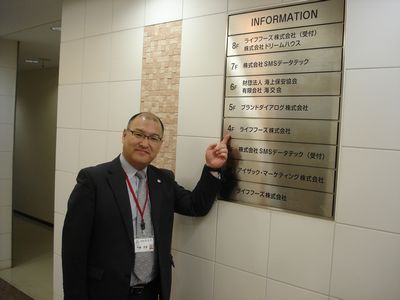 INFORMATION
8F ライフフーズ 株式会社 (受付)
株式会社 ドリームハウス
7F 株式会社 SMSデータテック
6F 財団法人 海上保安協会
有限会社 海交会
5F ブランドダイアログ 株式会社
4F ライフフーズ 株式会社
株式会社 SMSデータテック (受付)
アイザック・マーケティング 株式会社
ライフフーズ 株式会社